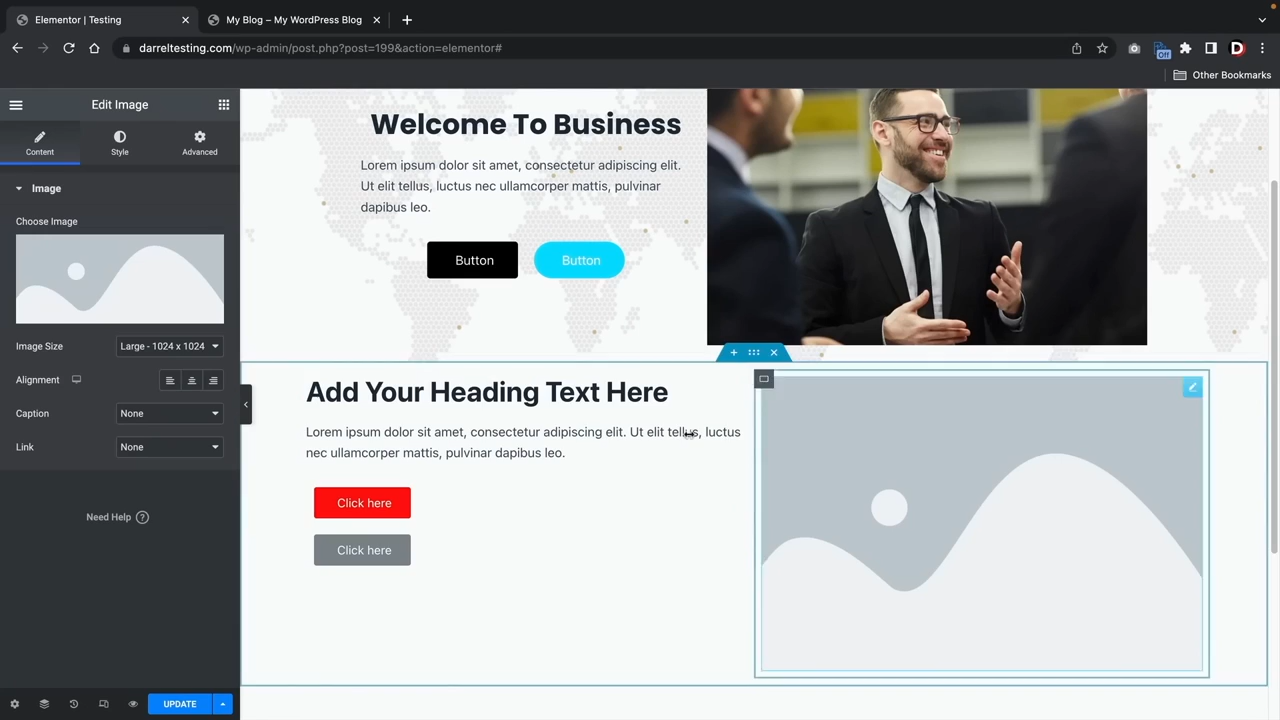 Elementor | Testing
My Blog – My WordPress Blog
darreltesting.com/wp-admin/post.php?post=199&action=elementor#
Off
D
Other Bookmarks
Edit Image
Content
Style
Advanced
Image
Choose Image
Image Size
Large - 1024 x 1024
Alignment
Caption
None
Link
None
Need Help ?
UPDATE
Welcome To Business
Lorem ipsum dolor sit amet, consectetur adipiscing elit.
Ut elit tellus, luctus nec ullamcorper mattis, pulvinar
dapibus leo.
Button
Button
Add Your Heading Text Here
Lorem ipsum dolor sit amet, consectetur adipiscing elit. Ut elit tellus, luctus
nec ullamcorper mattis, pulvinar dapibus leo.
Click here
Click here